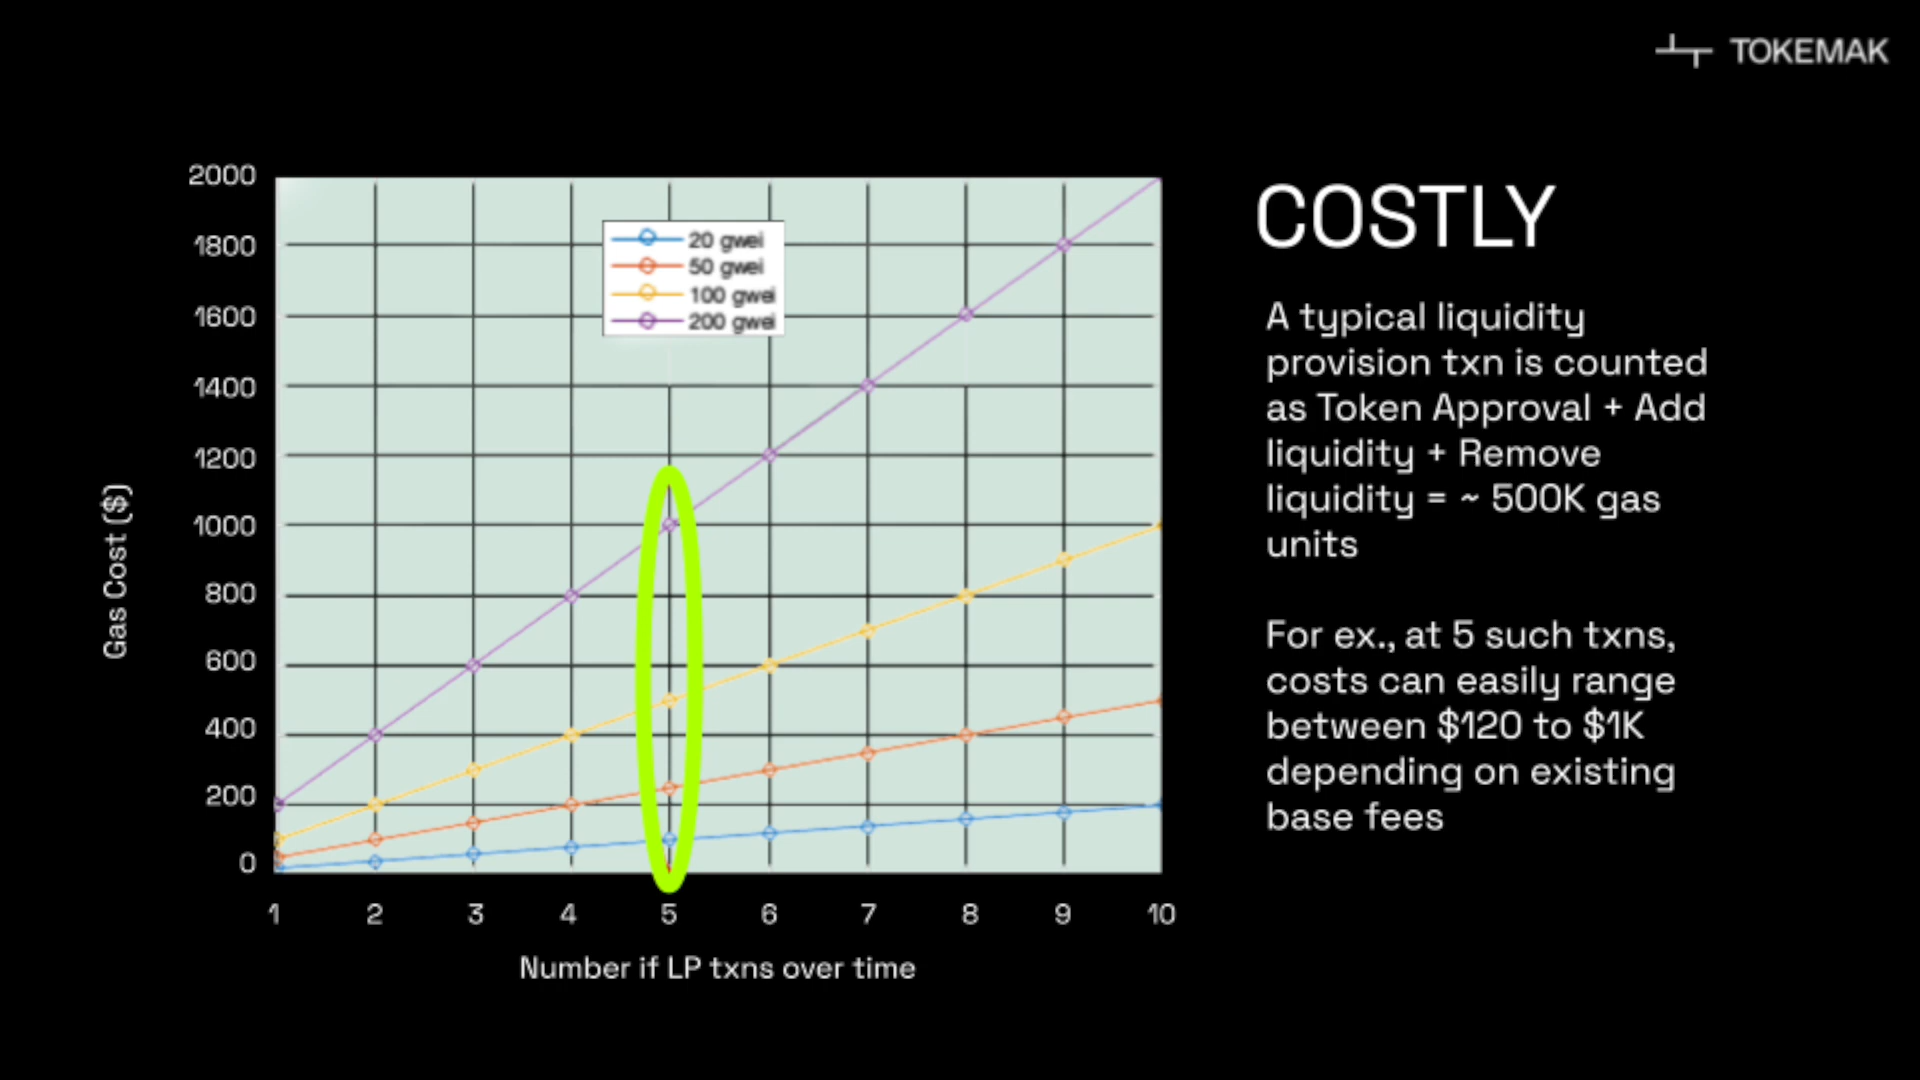 TOKEMAK
2000
1800
1600
1400
1200
1000
800
600
400
200
0
Gas Cost ($)
20 gwei
50 gwei
100 gwei
200 gwei
1 2 3 4 5 6 7 8 9 10
Number if LP txns over time
COSTLY
A typical liquidity
provision txn is counted
as Token Approval + Add
liquidity + Remove
liquidity = ~ 500K gas
units
For ex., at 5 such txns,
costs can easily range
between $120 to $1K
depending on existing
base fees